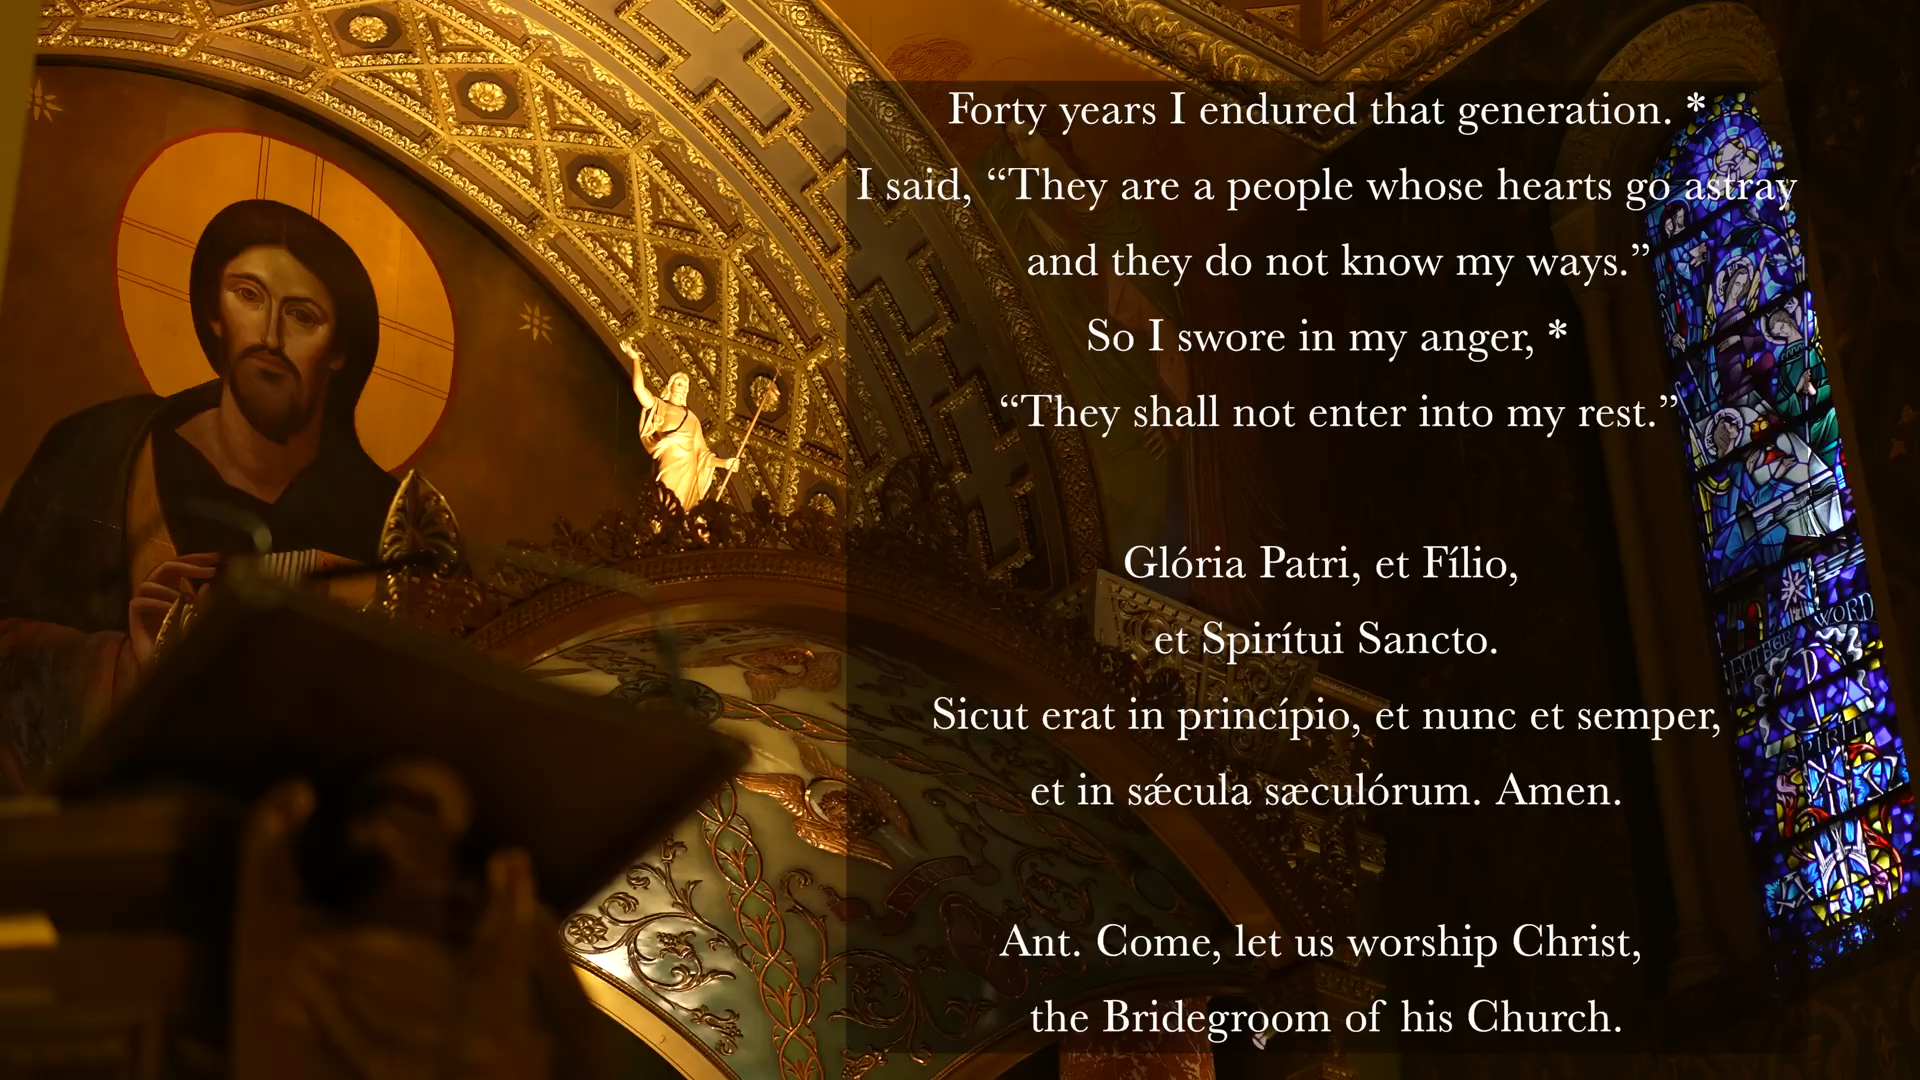 Forty years I endured that generation. *
I said, “They are a people whose hearts go astray
and they do not know my ways.”
So I swore in my anger, *
“They shall not enter into my rest.”
Glória Patri, et Fílio,
et Spirítui Sancto.
Sicut erat in princípio, et nunc et semper,
et in sǽcula sæculórum. Amen.
Ant. Come, let us worship Christ,
the Bridegroom of his Church.
WORD